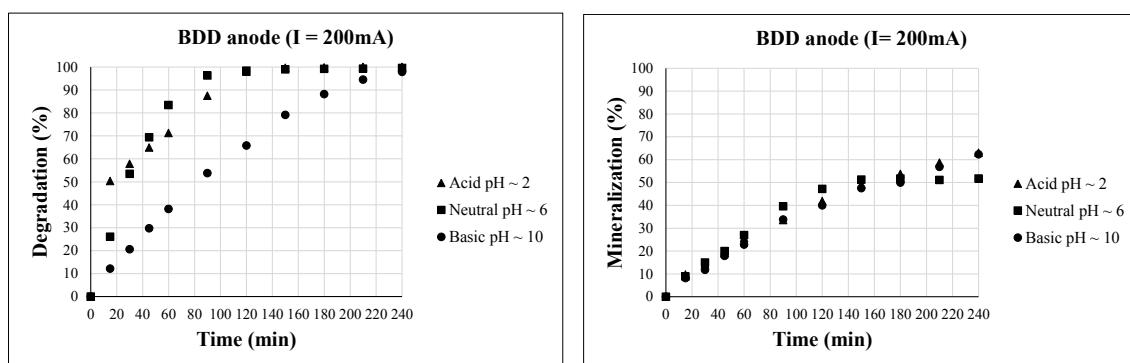 BDD anode (I = 200mA)
Degradation (%)
100
90
80
70
60
50
40
30
20
10
0
0 20 40 60 80 100 120 140 160 180 200 220 240
Time (min)
Acid pH ~ 2
Neutral pH ~ 6
Basic pH ~ 10
BDD anode (I= 200mA)
Mineralization (%)
100
90
80
70
60
50
40
30
20
10
0
0 20 40 60 80 100 120 140 160 180 200 220 240
Time (min)
Acid pH ~ 2
Neutral pH ~ 6
Basic pH ~ 10